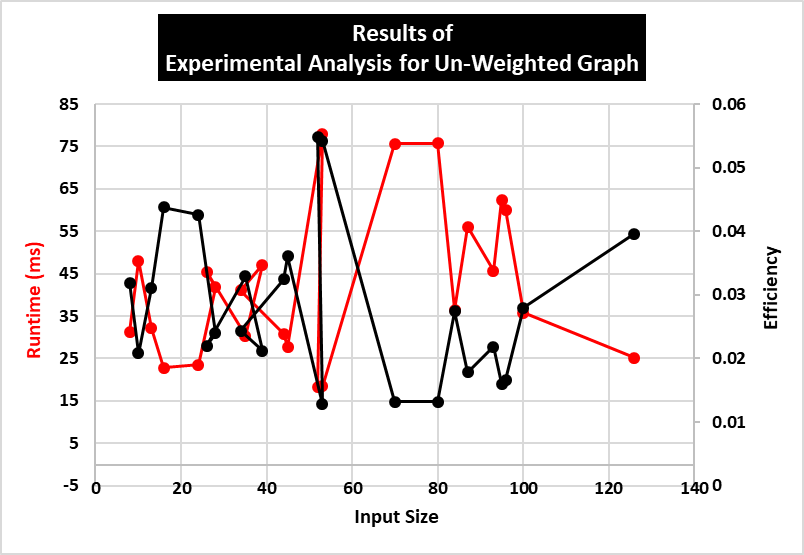 Results of
Experimental Analysis for Un-Weighted Graph
85
75
65
55
45
35
25
15
5
-5
0.06
0.05
0.04
0.03
0.02
0.01
0
0 20 40 60 80 100 120 140
Runtime (ms)
Efficiency
Input Size